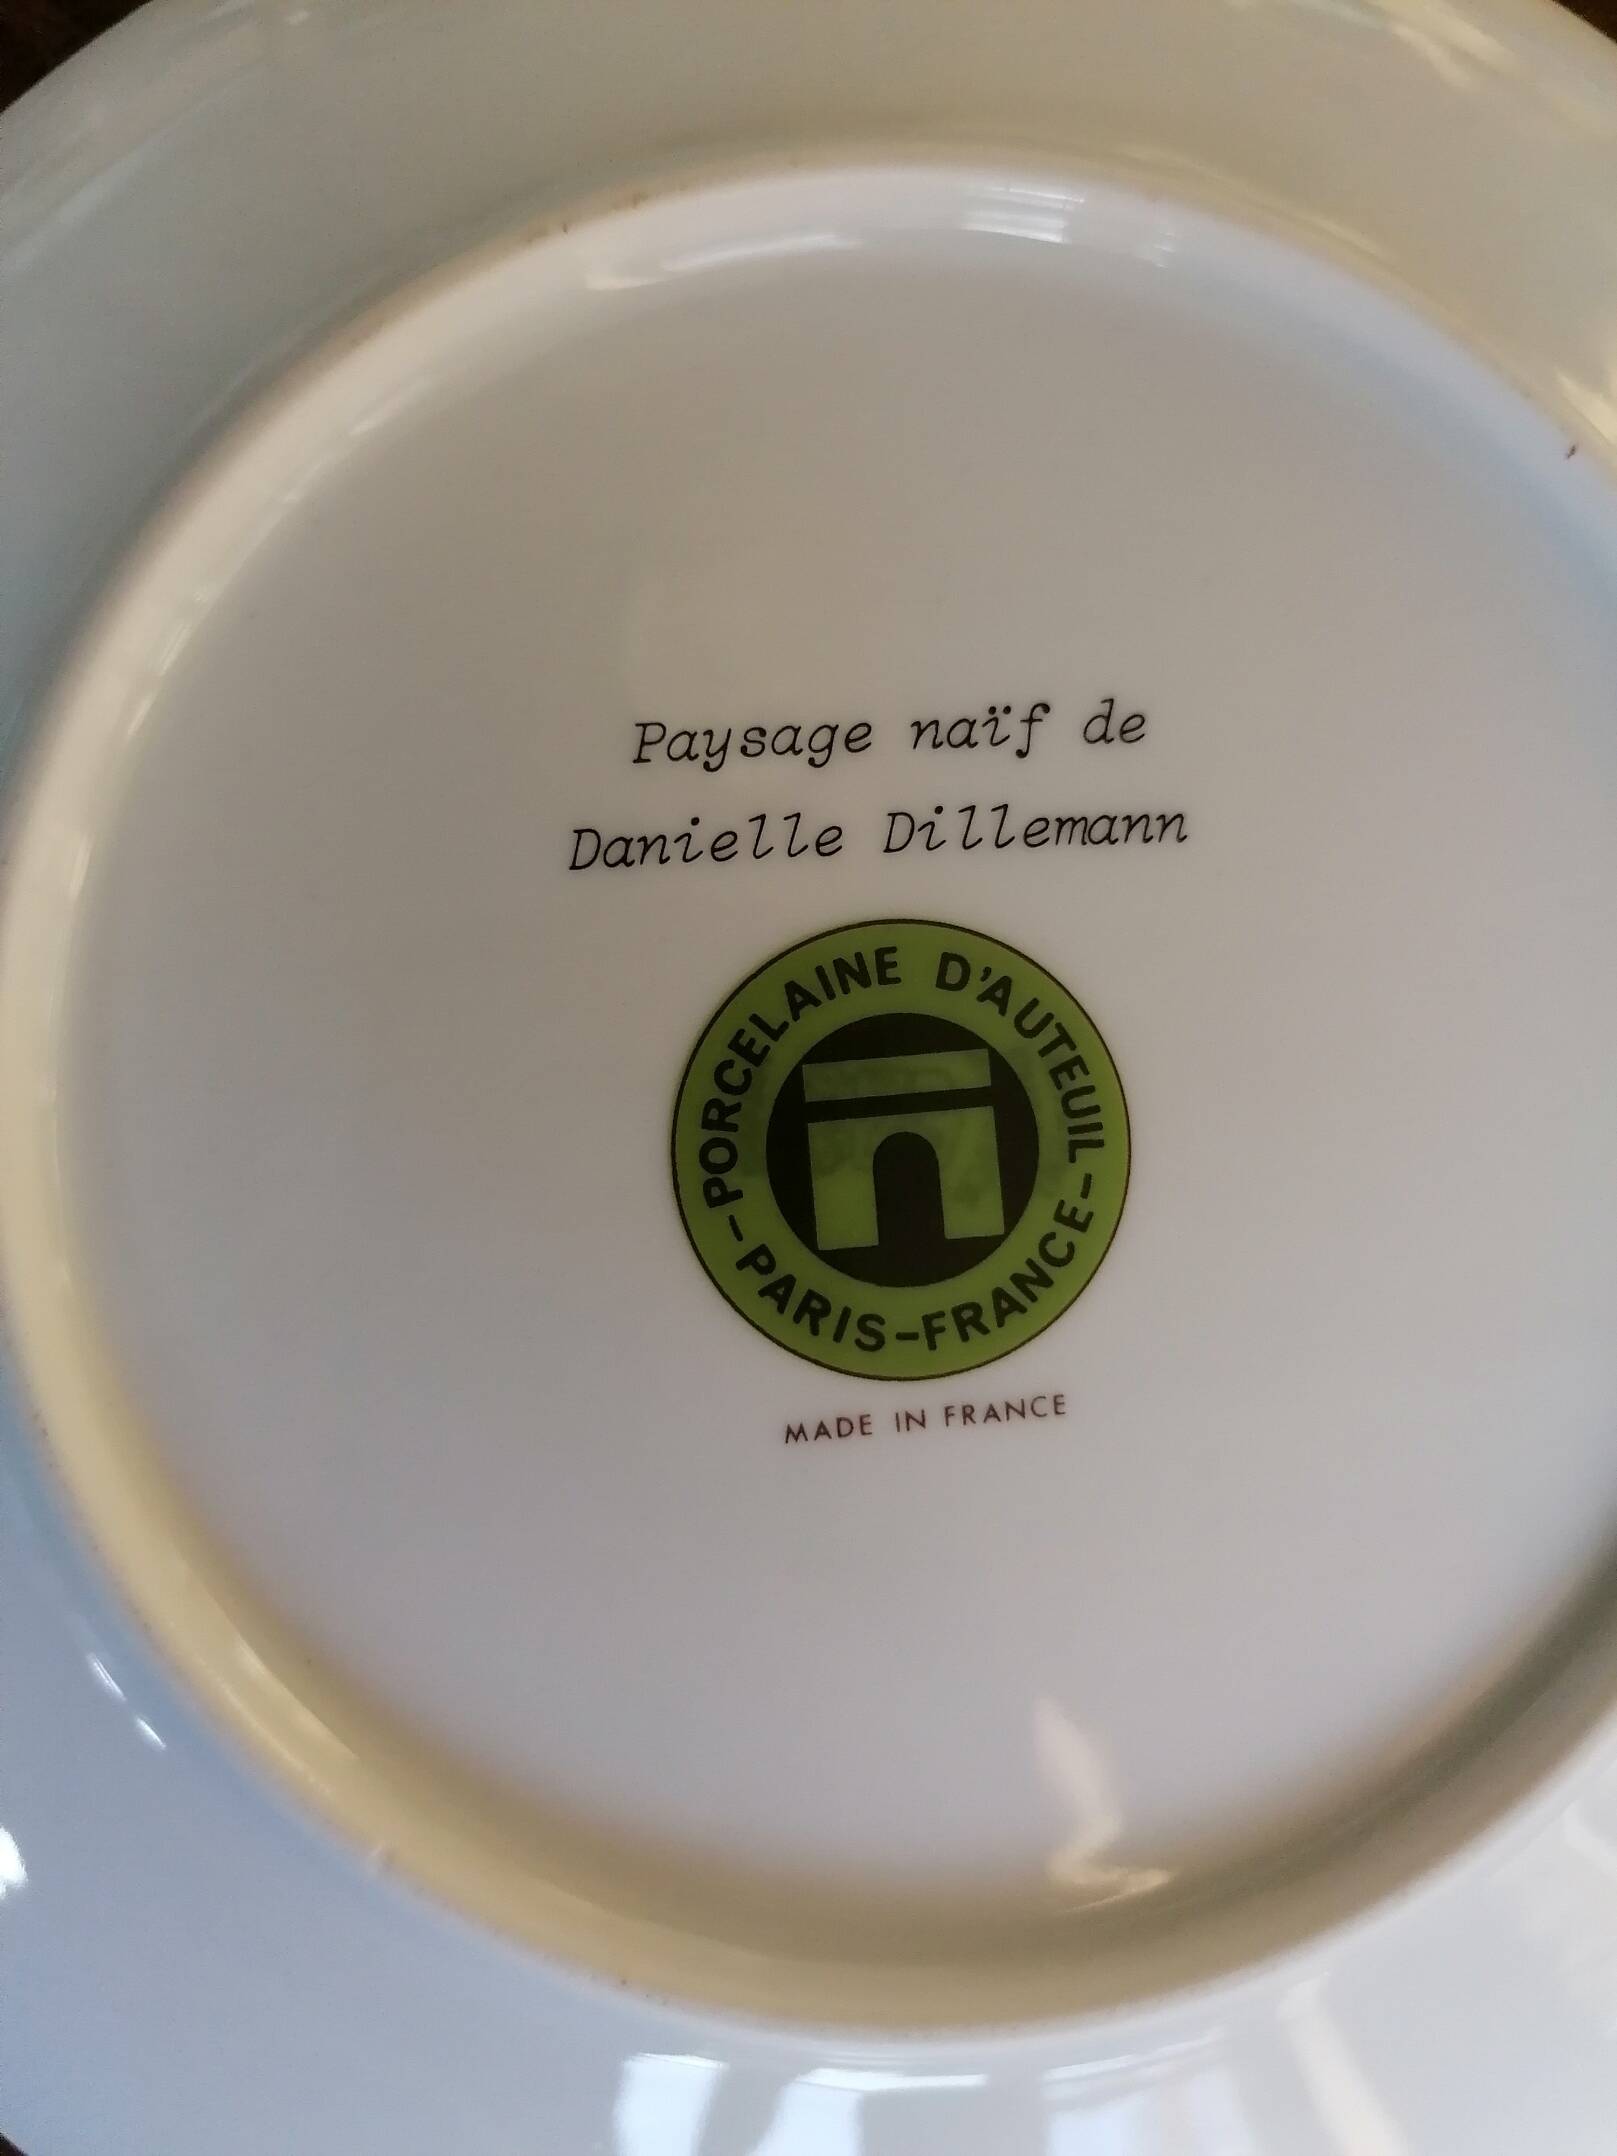 Paysage naïf de
Danielle Dillemann
PORCELAINE D'AUTEUIL
-PARIS-FRANCE-
MADE IN FRANCE